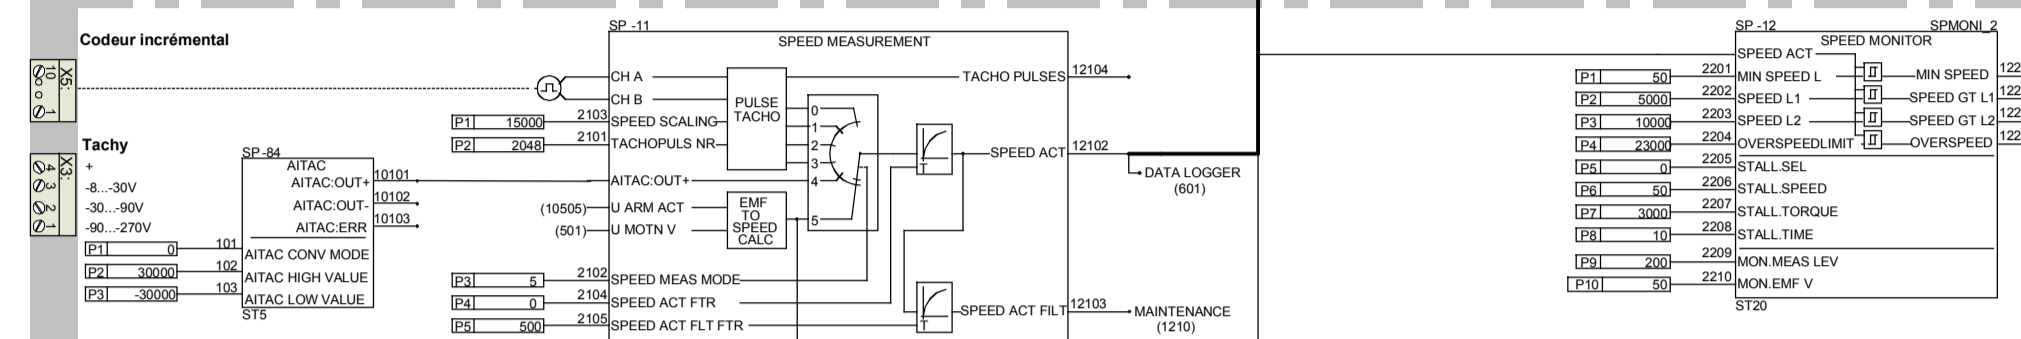 Codeur incrémental
X5:
10
1
Tachy
X3:
4
3
2
1
+
-8...-30V
-30...-90V
-90...-270V
P1 0
P2 30000
P3 -30000
101
102
103
SP -84
AITAC
AITAC:OUT+
AITAC:OUT-
AITAC:ERR
AITAC CONV MODE
AITAC HIGH VALUE
AITAC LOW VALUE
ST5
10101
10102
10103
SP -11
SPEED MEASUREMENT
CH A
CH B
P1 15000 2103 SPEED SCALING
P2 2048 2101 TACHOPULS NR
AITAC:OUT+
(10505) U ARM ACT
(501) U MOTN V
P3 5 2102 SPEED MEAS MODE
P4 0 2104 SPEED ACT FTR
P5 500 2105 SPEED ACT FLT FTR
PULSE
TACHO
EMF
TO
SPEED
CALC
0
1
2
3
4
5
T
T
TACHO PULSES 12104
SPEED ACT 12102
DATA LOGGER
(601)
SPEED ACT FILT 12103
MAINTENANCE
(1210)
SP -12 SPMONI_2
SPEED MONITOR
SPEED ACT
P1 50 2201 MIN SPEED L MIN SPEED 122
P2 5000 2202 SPEED L1 SPEED GT L1 122
P3 10000 2203 SPEED L2 SPEED GT L2 122
P4 23000 2204 OVERSPEEDLIMIT OVERSPEED 122
P5 0 2205 STALL.SEL
P6 50 2206 STALL.SPEED
P7 3000 2207 STALL.TORQUE
P8 10 2208 STALL.TIME
P9 200 2209 MON.MEAS LEV
P10 50 2210 MON.EMF V
ST20